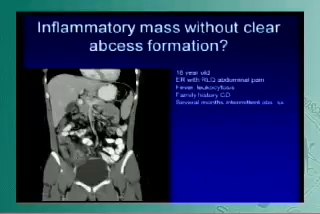 Inflammatory mass without clear
abcess formation?
18 year old
ER with RLQ abdominal pain
Fever, leukocytosis
Family history CD
Several months intermittent